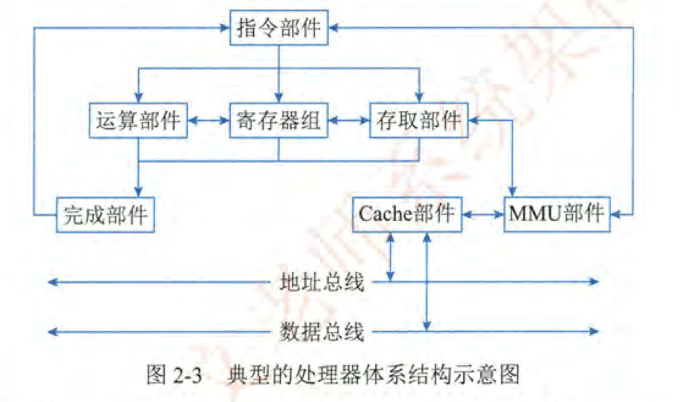 指令部件
运算部件 寄存器组 存取部件
完成部件 Cache部件 MMU部件
地址总线
数据总线
图 2-3 典型的处理器体系结构示意图